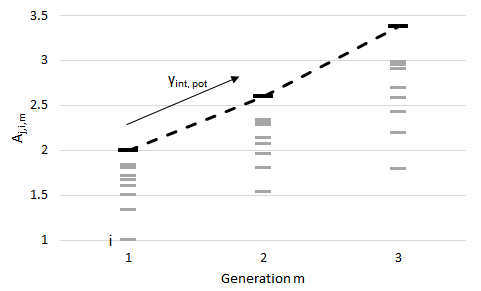 3.5
3
2.5
2
1.5
1
γint, pot
Aj,i,m
i
1 2 3
Generation m